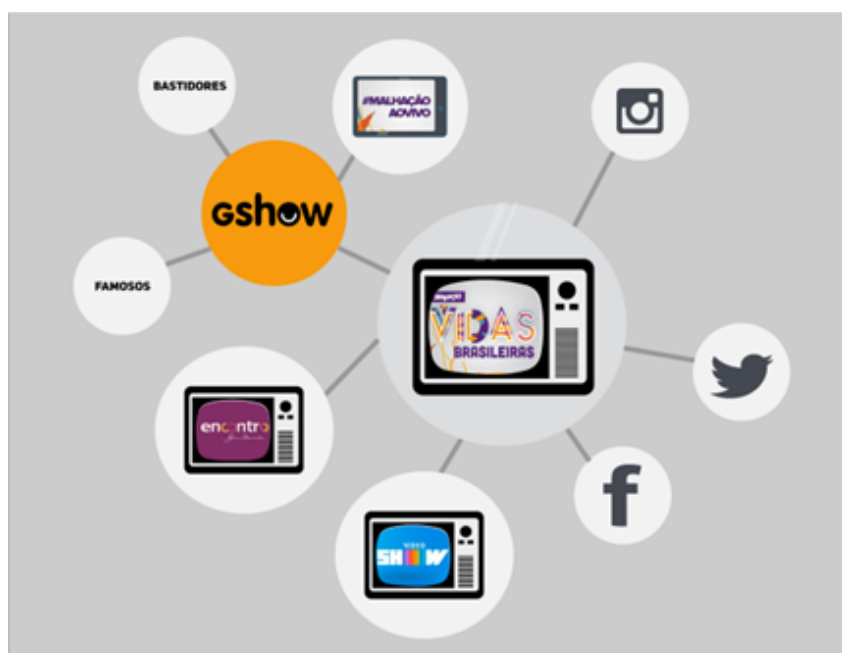 BASTIDORES
#MALHAÇÃO
AOVIVO
Gshow
FAMOSOS
VIDAS
BRASILEIRAS
encontro
VIDEO
SHOW
f